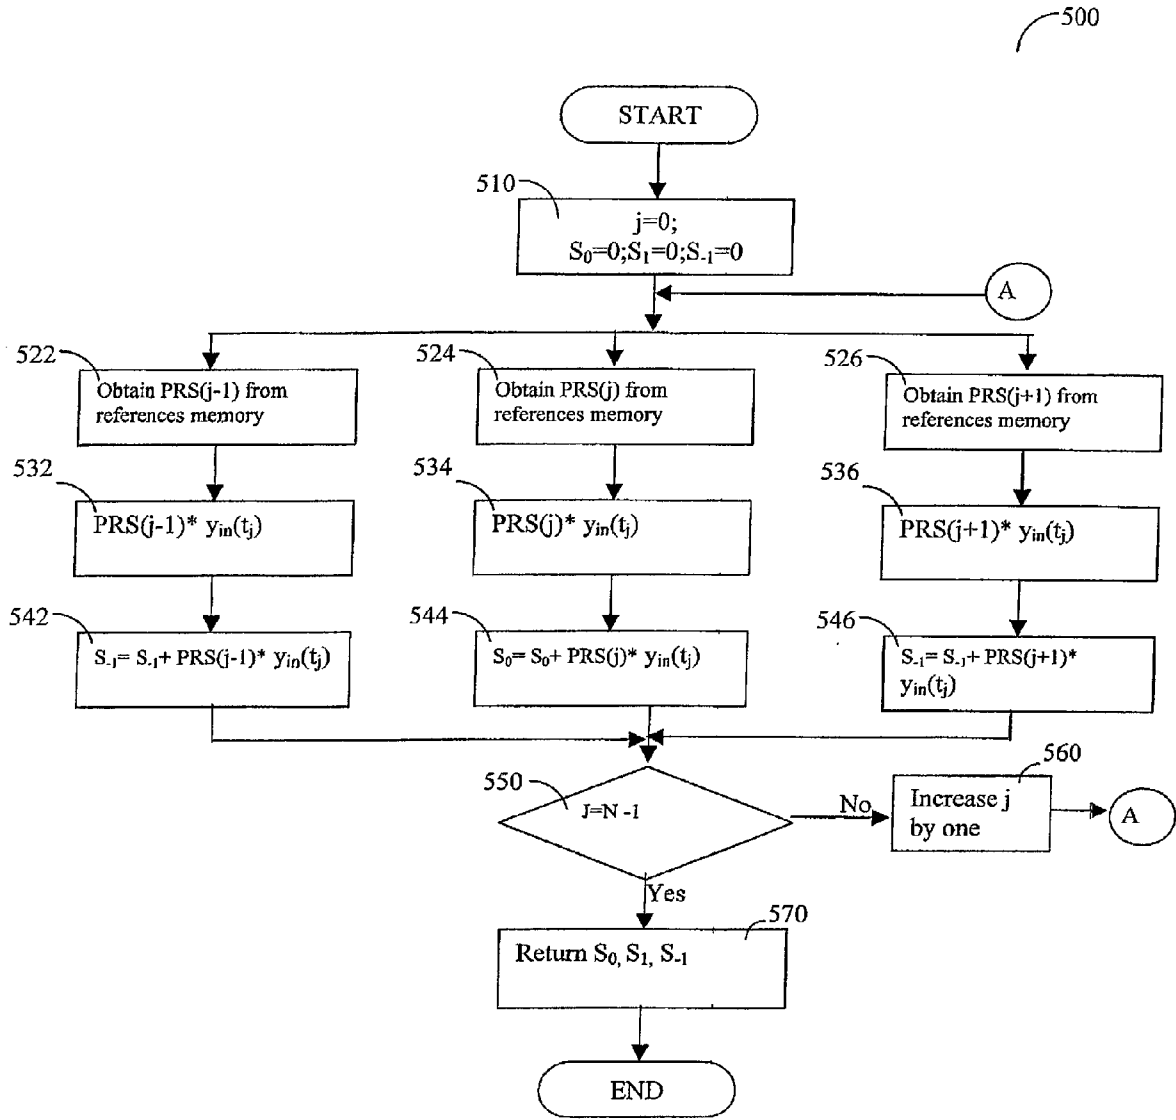 500
START
510
j=0;
S₀=0;S₁=0;S₋₁=0
A
522
Obtain PRS(j-1) from
references memory
524
Obtain PRS(j) from
references memory
526
Obtain PRS(j+1) from
references memory
532
PRS(j-1)* yᵢₙ(tⱼ)
534
PRS(j)* yᵢₙ(tⱼ)
536
PRS(j+1)* yᵢₙ(tⱼ)
542
S₋₁= S₋₁+ PRS(j-1)* yᵢₙ(tⱼ)
544
S₀= S₀+ PRS(j)* yᵢₙ(tⱼ)
546
S₋₁= S₋₁+ PRS(j+1)*
yᵢₙ(tⱼ)
550
J=N -1
No
560
Increase j
by one
A
Yes
570
Return S₀, S₁, S₋₁
END